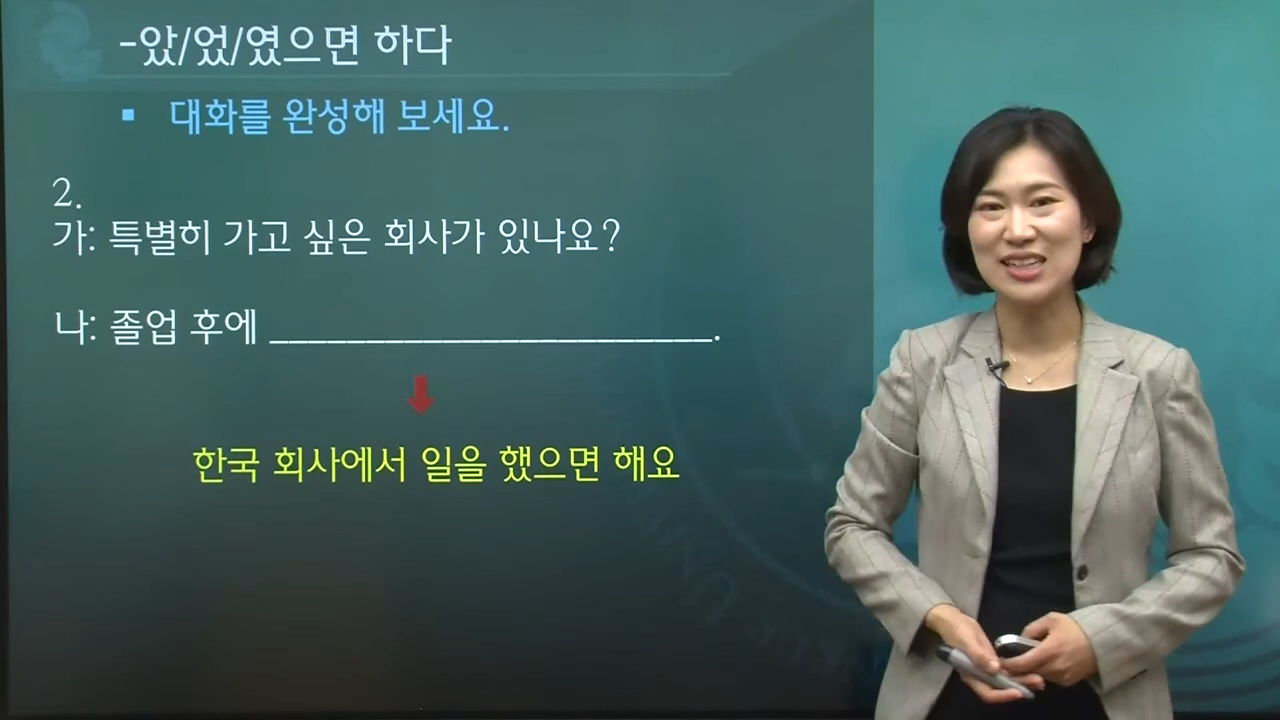 -았/었/였으면 하다
▪ 대화를 완성해 보세요.
2.
가: 특별히 가고 싶은 회사가 있나요?
나: 졸업 후에 _______________________.
한국 회사에서 일을 했으면 해요